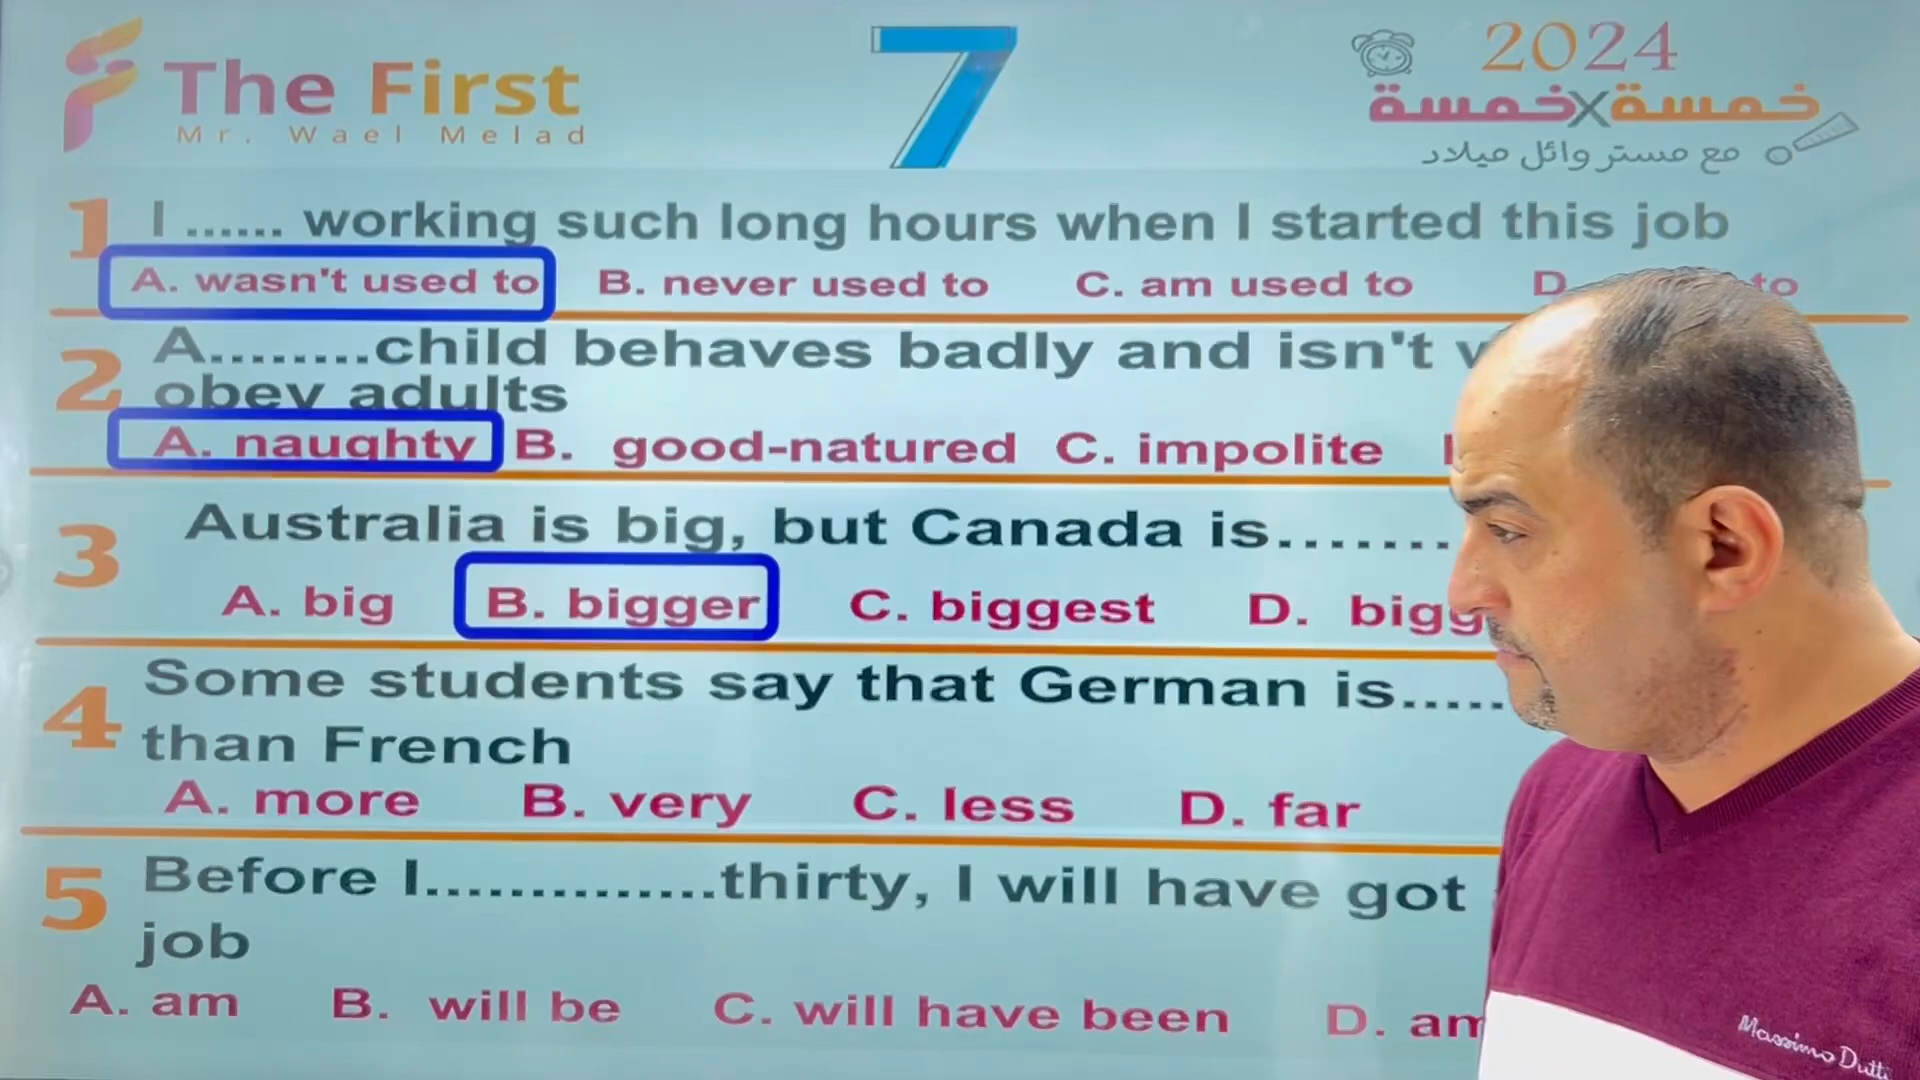 The First
Mr. Wael Melad
7
2024
خمسة X خمسة
مع مستر وائل ميلاد
1 I ...... working such long hours when I started this job
A. wasn't used to B. never used to C. am used to D. to
2 A........child behaves badly and isn't
obey adults
A. naughty B. good-natured C. impolite
3 Australia is big, but Canada is.......
A. big B. bigger C. biggest D.
4 Some students say that German is.....
than French
A. more B. very C. less D. far
5 Before I..............thirty, I will have got
job
A. am B. will be C. will have been D.
Massimo Dutti